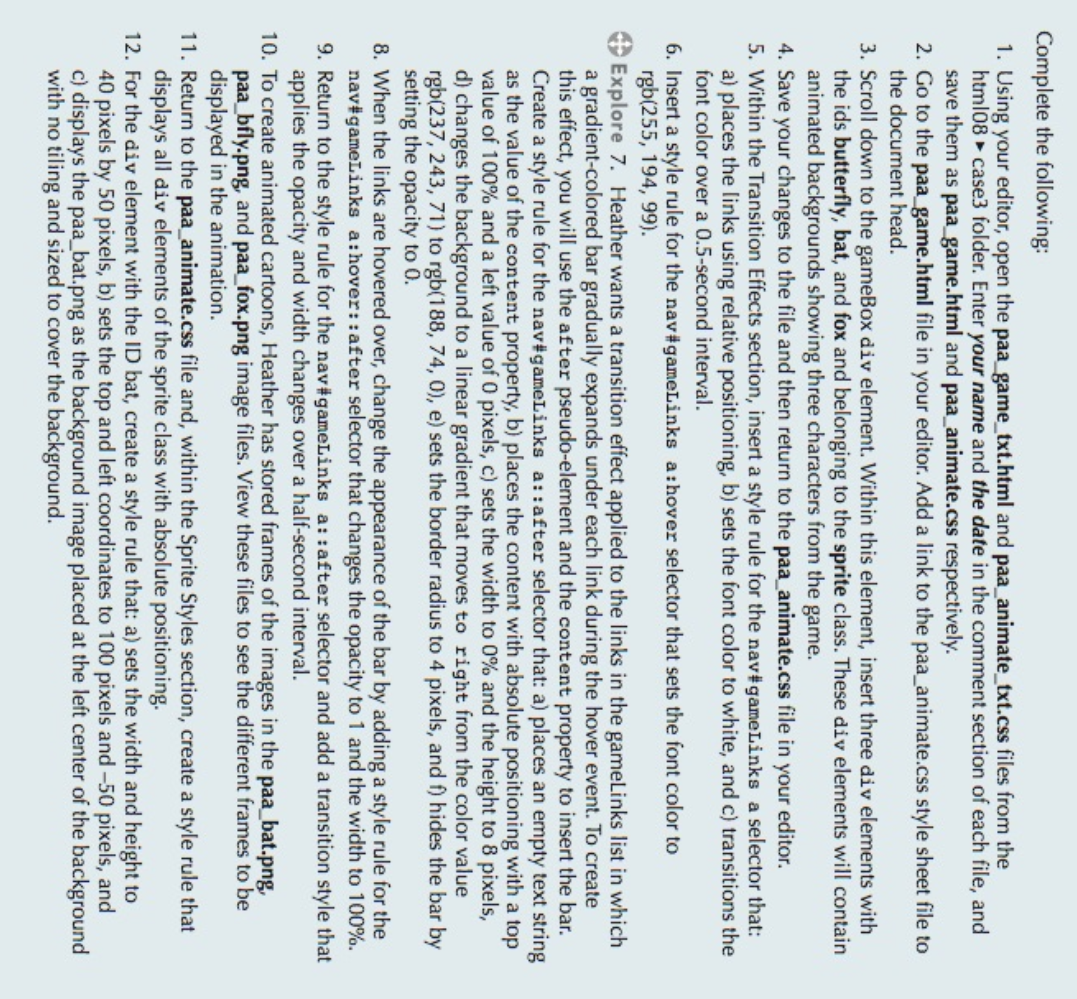 Complete the following:
1. Using your editor, open the paa_game_txt.html and paa_animate_txt.css files from the
html08 ▸ case3 folder. Enter your name and the date in the comment section of each file, and
save them as paa_game.html and paa_animate.css respectively.
2. Go to the paa_game.html file in your editor. Add a link to the paa_animate.css style sheet file to
the document head.
3. Scroll down to the gameBox div element. Within this element, insert three div elements with
the ids butterfly, bat, and fox and belonging to the sprite class. These div elements will contain
animated backgrounds showing three characters from the game.
4. Save your changes to the file and then return to the paa_animate.css file in your editor.
5. Within the Transition Effects section, insert a style rule for the nav#gameLinks a selector that:
a) places the links using relative positioning, b) sets the font color to white, and c) transitions the
font color over a 0.5-second interval.
6. Insert a style rule for the nav#gameLinks a:hover selector that sets the font color to
rgb(255, 194, 99).
Explore 7. Heather wants a transition effect applied to the links in the gameLinks list in which
a gradient-colored bar gradually expands under each link during the hover event. To create
this effect, you will use the after pseudo-element and the content property to insert the bar.
Create a style rule for the nav#gameLinks a::after selector that: a) places an empty text string
as the value of the content property, b) places the content with absolute positioning with a top
value of 100% and a left value of 0 pixels, c) sets the width to 0% and the height to 8 pixels,
d) changes the background to a linear gradient that moves to right from the color value
rgb(237, 243, 71) to rgb(188, 74, 0), e) sets the border radius to 4 pixels, and f) hides the bar by
setting the opacity to 0.
8. When the links are hovered over, change the appearance of the bar by adding a style rule for the
nav#gameLinks a:hover::after selector that changes the opacity to 1 and the width to 100%.
9. Return to the style rule for the nav#gameLinks a::after selector and add a transition style that
applies the opacity and width changes over a half-second interval.
10. To create animated cartoons, Heather has stored frames of the images in the paa_bat.png,
paa_bfly.png, and paa_fox.png image files. View these files to see the different frames to be
displayed in the animation.
11. Return to the paa_animate.css file and, within the Sprite Styles section, create a style rule that
displays all div elements of the sprite class with absolute positioning.
12. For the div element with the ID bat, create a style rule that: a) sets the width and height to
40 pixels by 50 pixels, b) sets the top and left coordinates to 100 pixels and –50 pixels, and
c) displays the paa_bat.png as the background image placed at the left center of the background
with no tiling and sized to cover the background.